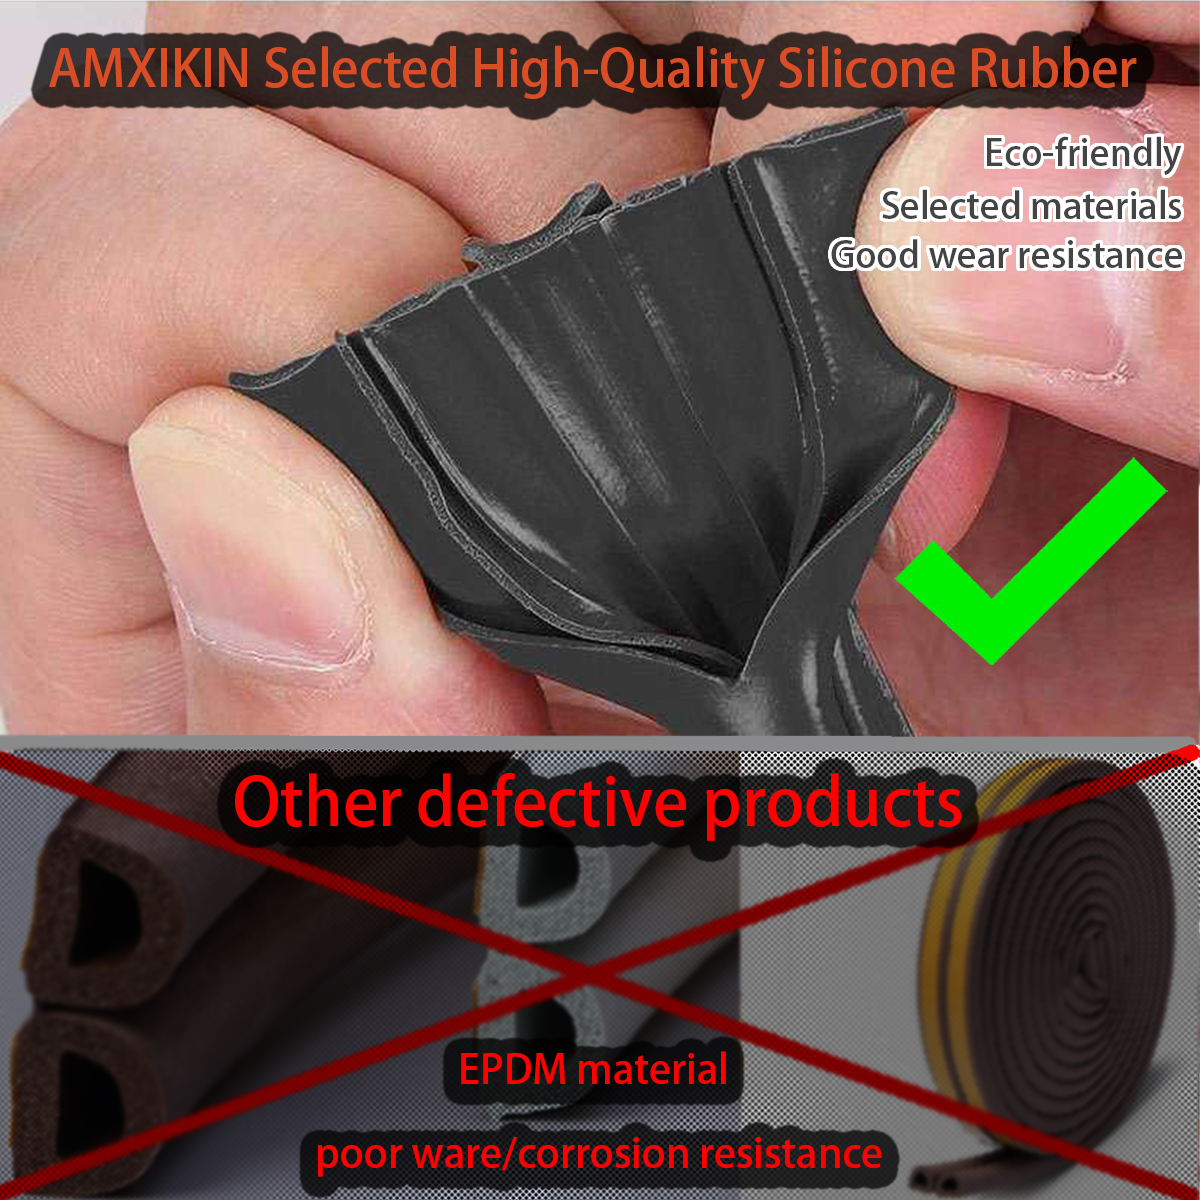 AMXIKIN Selected High-Quality Silicone Rubber
Eco-friendly
Selected materials
Good wear resistance
Other defective products
EPDM material
poor ware/corrosion resistance